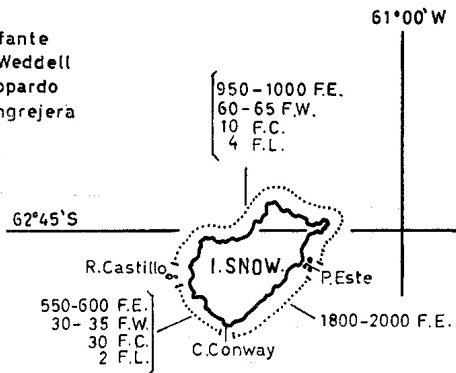 61°00'W
fante
Weddell
opardo
ngrejera
950-1000 F.E.
60-65 F.W.
10 F.C.
4 F.L.
62°45'S
R.Castillo
I.SNOW.
P.Este
550-600 F.E.
30-35 F.W.
30 F.C.
2 F.L.
1800-2000 F.E.
C.Conway